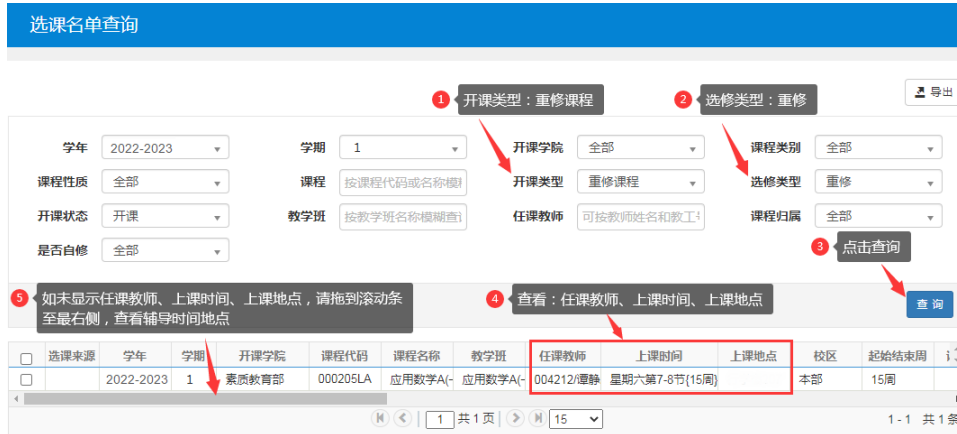 选课名单查询
1 开课类型：重修课程
2 选修类型：重修
导出
学年 2022-2023 学期 1 开课学院 全部 课程类别 全部
课程性质 全部 课程 按课程代码或名称模 开课类型 重修课程 选修类型 重修
开课状态 开课 教学班 按教学班名称模糊查 任课教师 可按教师姓名和教工 课程归属 全部
是否自修 全部
3 点击查询
5 如未显示任课教师、上课时间、上课地点，请拖到滚动条
至最右侧，查看辅导时间地点
4 查看：任课教师、上课时间、上课地点
查 询
选课来源 学年 学期 开课学院 课程代码 课程名称 教学班 任课教师 上课时间 上课地点 校区 起始结束周
2022-2023 1 素质教育部 000205LA 应用数学A(- 应用数学A(- 004212/谭静 星期六第7-8节{15周} 本部 15周
1 共1页 15 1 - 1 共1条